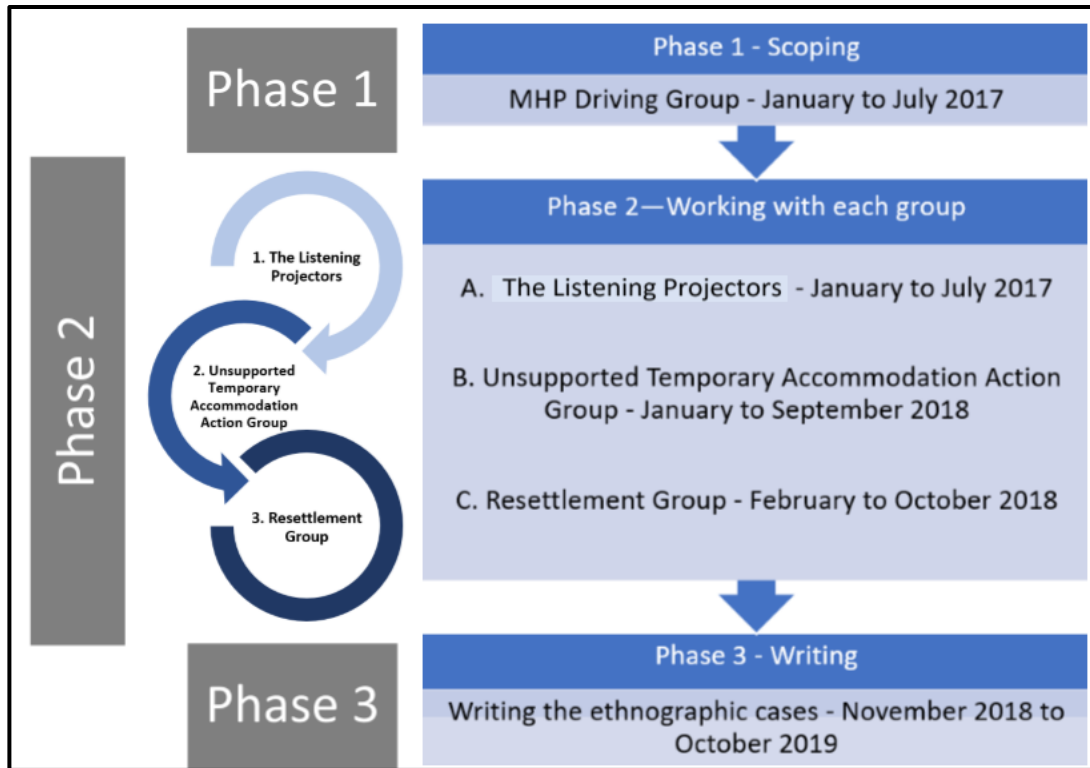 Phase 1
Phase 1 - Scoping
MHP Driving Group - January to July 2017
Phase 2
1. The Listening
Projectors
2. Unsupported
Temporary
Accommodation
Action Group
3. Resettlement
Group
Phase 2—Working with each group
A. The Listening Projectors - January to July 2017
B. Unsupported Temporary Accommodation Action
Group - January to September 2018
C. Resettlement Group - February to October 2018
Phase 3
Phase 3 - Writing
Writing the ethnographic cases - November 2018 to
October 2019